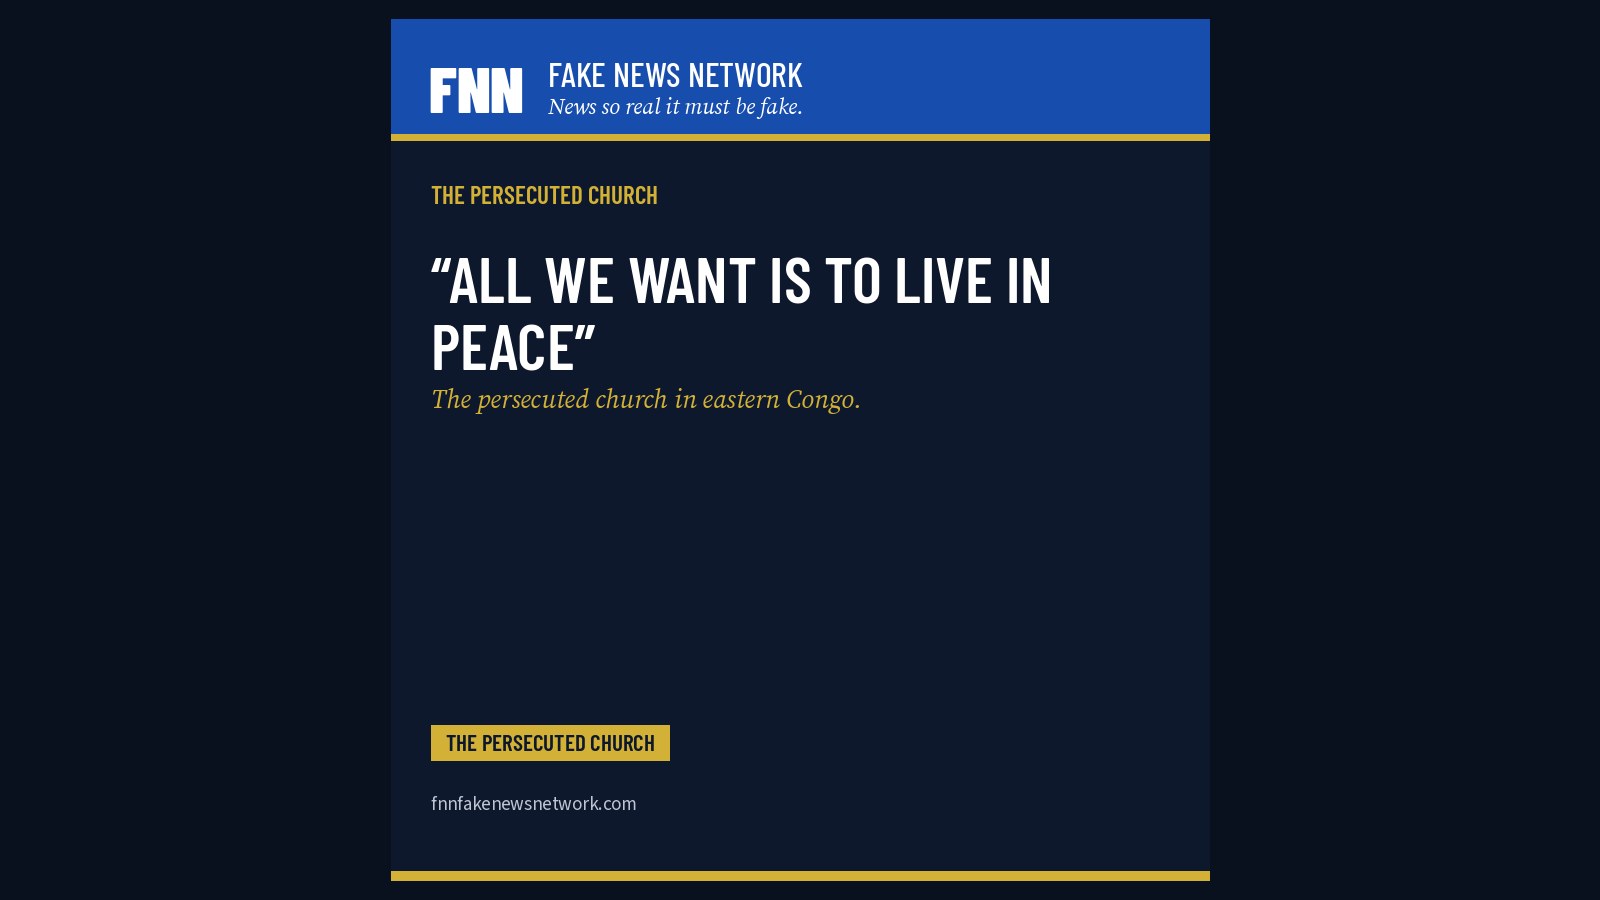 FNN
FAKE NEWS NETWORK
News so real it must be fake.
THE PERSECUTED CHURCH
“ALL WE WANT IS TO LIVE IN
PEACE”
The persecuted church in eastern Congo.
THE PERSECUTED CHURCH
fnnfakenewsnetwork.com